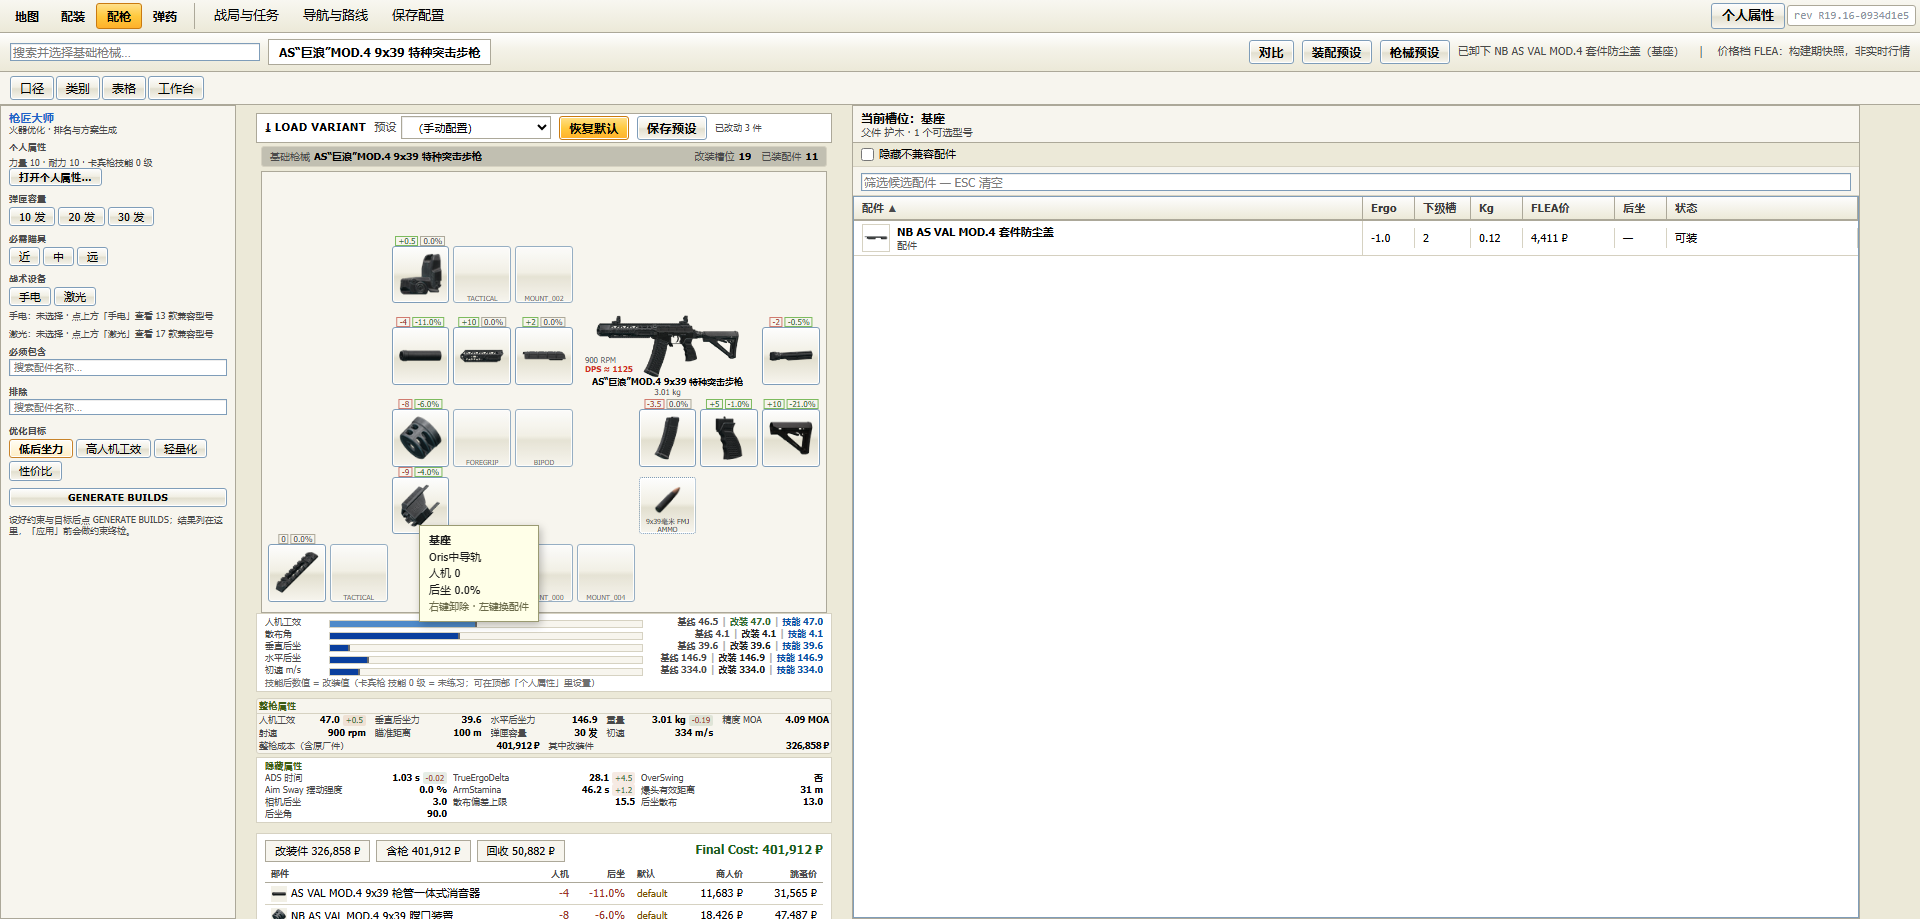 地图 配装 配枪 弹药 战局与任务 导航与路线 保存配置 个人属性 rev R19.16-0934d1e5
搜索并选择基础枪械... AS“巨浪”MOD.4 9x39 特种突击步枪 对比 装配预设 枪械预设 已卸下 NB AS VAL MOD.4 套件防尘盖（基座） | 价格档 FLEA：构建期快照，非实时行情
口径 类别 表格 工作台
枪匠大师
火器优化 · 排名与方案生成
个人属性
力量 10 · 耐力 10 · 卡宾枪技能 0 级
打开个人属性...
弹匣容量
10 发 20 发 30 发
必需瞄具
近 中 远
战术设备
手电 激光
手电：未选择 · 点上方「手电」查看 13 款兼容型号
激光：未选择 · 点上方「激光」查看 17 款兼容型号
必须包含
搜索配件名称...
排除
搜索配件名称...
优化目标
低后坐力 高人机工效 轻量化
性价比
GENERATE BUILDS
设好约束与目标后点 GENERATE BUILDS；结果列在这
里，「应用」前会做约束终检。
LOAD VARIANT 预设 （手动配置） 恢复默认 保存预设 已改动 3 件
基础枪械 AS“巨浪”MOD.4 9x39 特种突击步枪 改装槽位 19 已装配件 11
+0.5 0.0%
TACTICAL MOUNT_002
-4 -11.0% +10 0.0% +2 0.0% -2 -0.5%
900 RPM
DPS ≈ 1125
AS“巨浪”MOD.4 9x39 特种突击步枪
3.01 kg
-8 -6.0% -3.5 0.0% +5 -1.0% +10 -21.0%
FOREGRIP BIPOD
-9 -4.0%
9x39毫米 FMJ
AMMO
0 0.0%
TACTICAL NT_000 MOUNT_004
基座
Oris中导轨
人机 0
后坐 0.0%
右键卸除 · 左键换配件
人机工效 基线 46.5 | 改装 47.0 | 技能 47.0
散布角 基线 4.1 | 改装 4.1 | 技能 4.1
垂直后坐 基线 39.6 | 改装 39.6 | 技能 39.6
水平后坐 基线 146.9 | 改装 146.9 | 技能 146.9
初速 m/s 基线 334.0 | 改装 334.0 | 技能 334.0
技能后数值 = 改装值（卡宾枪 技能 0 级 = 未练习；可在顶部「个人属性」里设置）
整枪属性
人机工效 47.0 +0.5 垂直后坐力 39.6 水平后坐力 146.9 重量 3.01 kg -0.19 精度 MOA 4.09 MOA
射速 900 rpm 瞄准距离 100 m 弹匣容量 30 发 初速 334 m/s
整枪成本（含原厂件） 401,912 ₽ 其中改装件 326,858 ₽
隐藏属性
ADS 时间 1.03 s -0.02 TrueErgoDelta 28.1 +4.5 OverSwing 否
Aim Sway 摆动强度 0.0 % ArmStamina 46.2 s +1.2 爆头有效距离 31 m
相机后坐 3.0 散布偏差上限 15.5 后坐散布 13.0
后坐角 90.0
改装件 326,858 ₽ 含枪 401,912 ₽ 回收 50,882 ₽ Final Cost: 401,912 ₽
部件 人机 后坐 默认 商人价 跳蚤价
AS VAL MOD.4 9x39 枪管一体式消音器 -4 -11.0% default 11,683 ₽ 31,565 ₽
NB AS VAL MOD.4 9x39 膛口装置 -8 -6.0% default 18,426 ₽ 47,487 ₽
当前槽位：基座
父件 护木 · 1 个可选型号
隐藏不兼容配件
筛选候选配件 — ESC 清空
配件 ▲ Ergo 下级槽 Kg FLEA价 后坐 状态
NB AS VAL MOD.4 套件防尘盖 -1.0 2 0.12 4,411 ₽ — 可装
配件